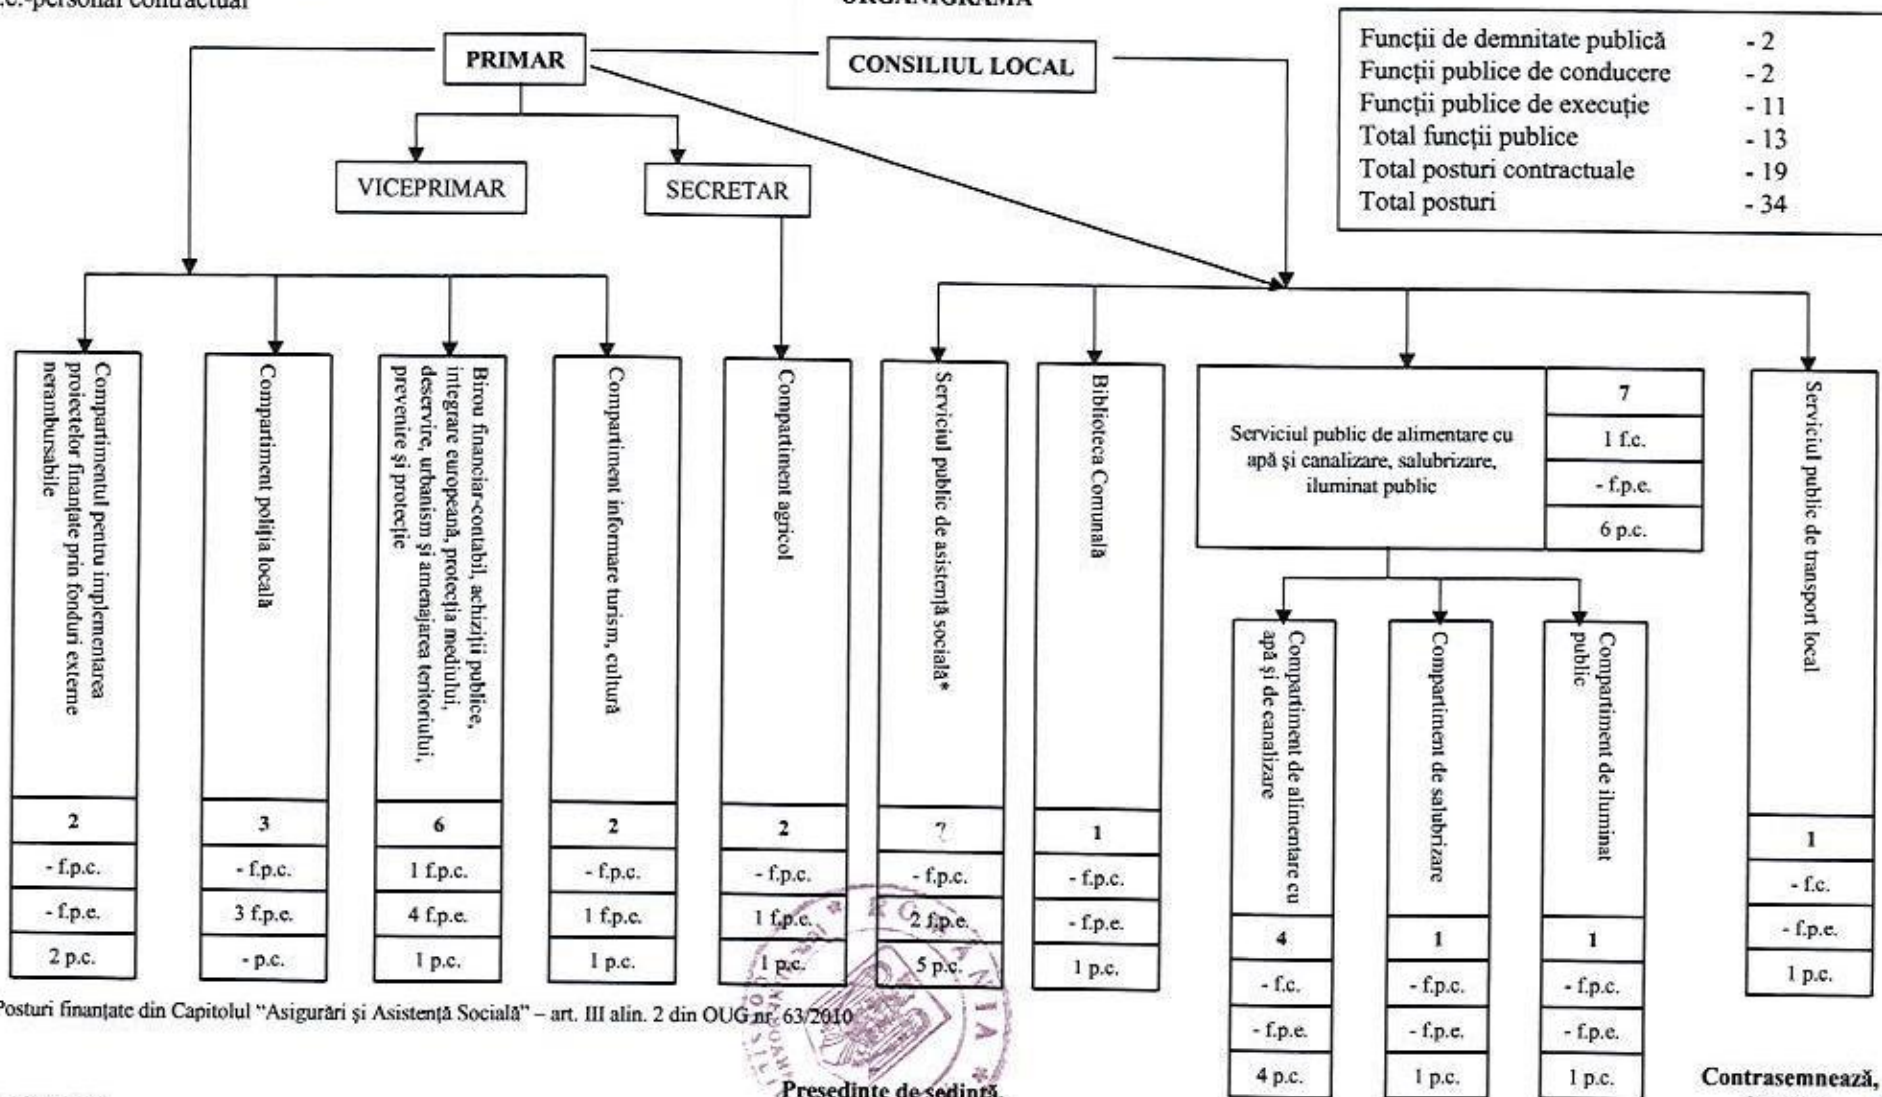 ORGANIGRAMA
PRIMAR
CONSILIUL LOCAL
Funcții de demnitate publică - 2
Funcții publice de conducere - 2
Funcții publice de execuție - 11
Total funcții publice - 13
Total posturi contractuale - 19
Total posturi - 34
VICEPRIMAR
SECRETAR
Compartimentul pentru implementarea
proiectelor finanțate prin fonduri externe
nerambursabile
2
- f.p.c.
- f.p.e.
2 p.c.
Compartiment poliția locală
3
- f.p.c.
3 f.p.e.
- p.c.
Birou financiar-contabil, achiziții publice,
integrare europeană, protecția mediului,
deservire, urbanism și amenajarea teritoriului,
prevenire și protecție
6
1 f.p.c.
4 f.p.e.
1 p.c.
Compartiment informare turism, cultură
2
- f.p.c.
1 f.p.c.
1 p.c.
Compartiment agricol
2
- f.p.c.
1 f.p.e.
1 p.c.
Serviciul public de asistență socială*
- f.p.c.
2 f.p.e.
5 p.c.
Biblioteca Comunală
1
- f.p.c.
- f.p.e.
1 p.c.
Serviciul public de alimentare cu
apă și canalizare, salubrizare,
iluminat public
7
1 f.c.
- f.p.e.
6 p.c.
Compartiment de alimentare cu
apă și de canalizare
4
- f.c.
- f.p.e.
4 p.c.
Compartiment de salubrizare
1
- f.p.c.
- f.p.e.
1 p.c.
Compartiment de iluminat
public
1
- f.p.c.
- f.p.e.
1 p.c.
Serviciul public de transport local
1
- f.c.
- f.p.e.
1 p.c.
Posturi finanțate din Capitolul "Asigurări și Asistență Socială" – art. III alin. 2 din OUG nr. 63/2010
ROMANIA
Președinte de ședință,
Contrasemnează,